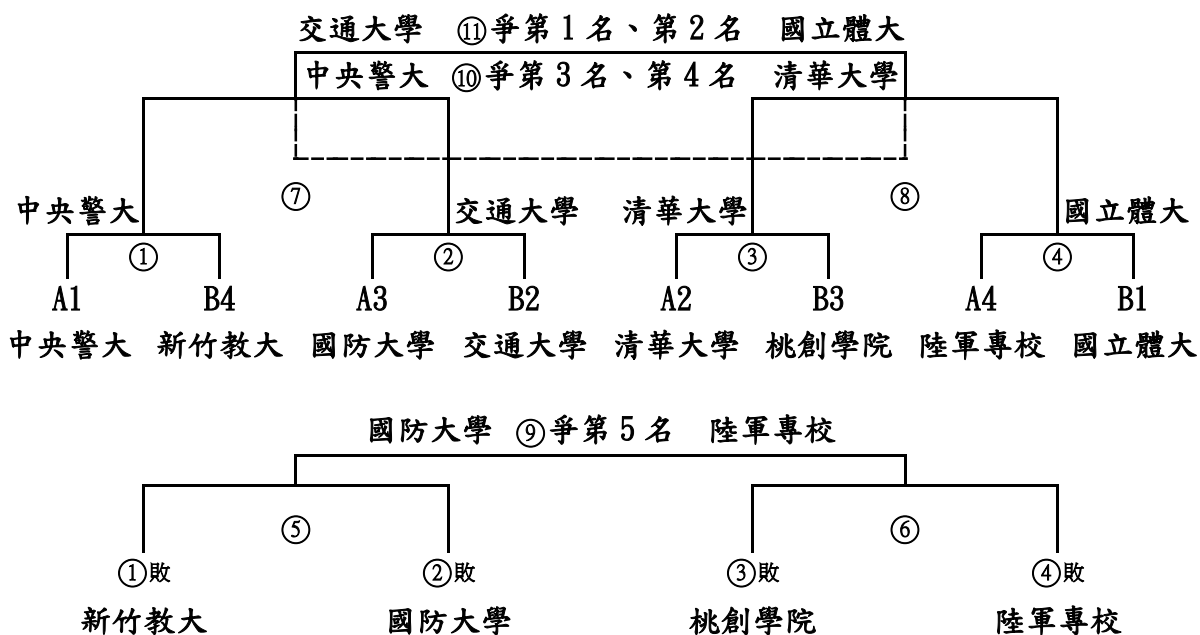 交通大學 ⑪爭第1名、第2名 國立體大
中央警大 ⑩爭第3名、第4名 清華大學
⑦ ⑧
中央警大 交通大學 清華大學 國立體大
① ② ③ ④
A1 B4 A3 B2 A2 B3 A4 B1
中央警大 新竹教大 國防大學 交通大學 清華大學 桃創學院 陸軍專校 國立體大
國防大學 ⑨爭第5名 陸軍專校
⑤ ⑥
①敗 ②敗 ③敗 ④敗
新竹教大 國防大學 桃創學院 陸軍專校